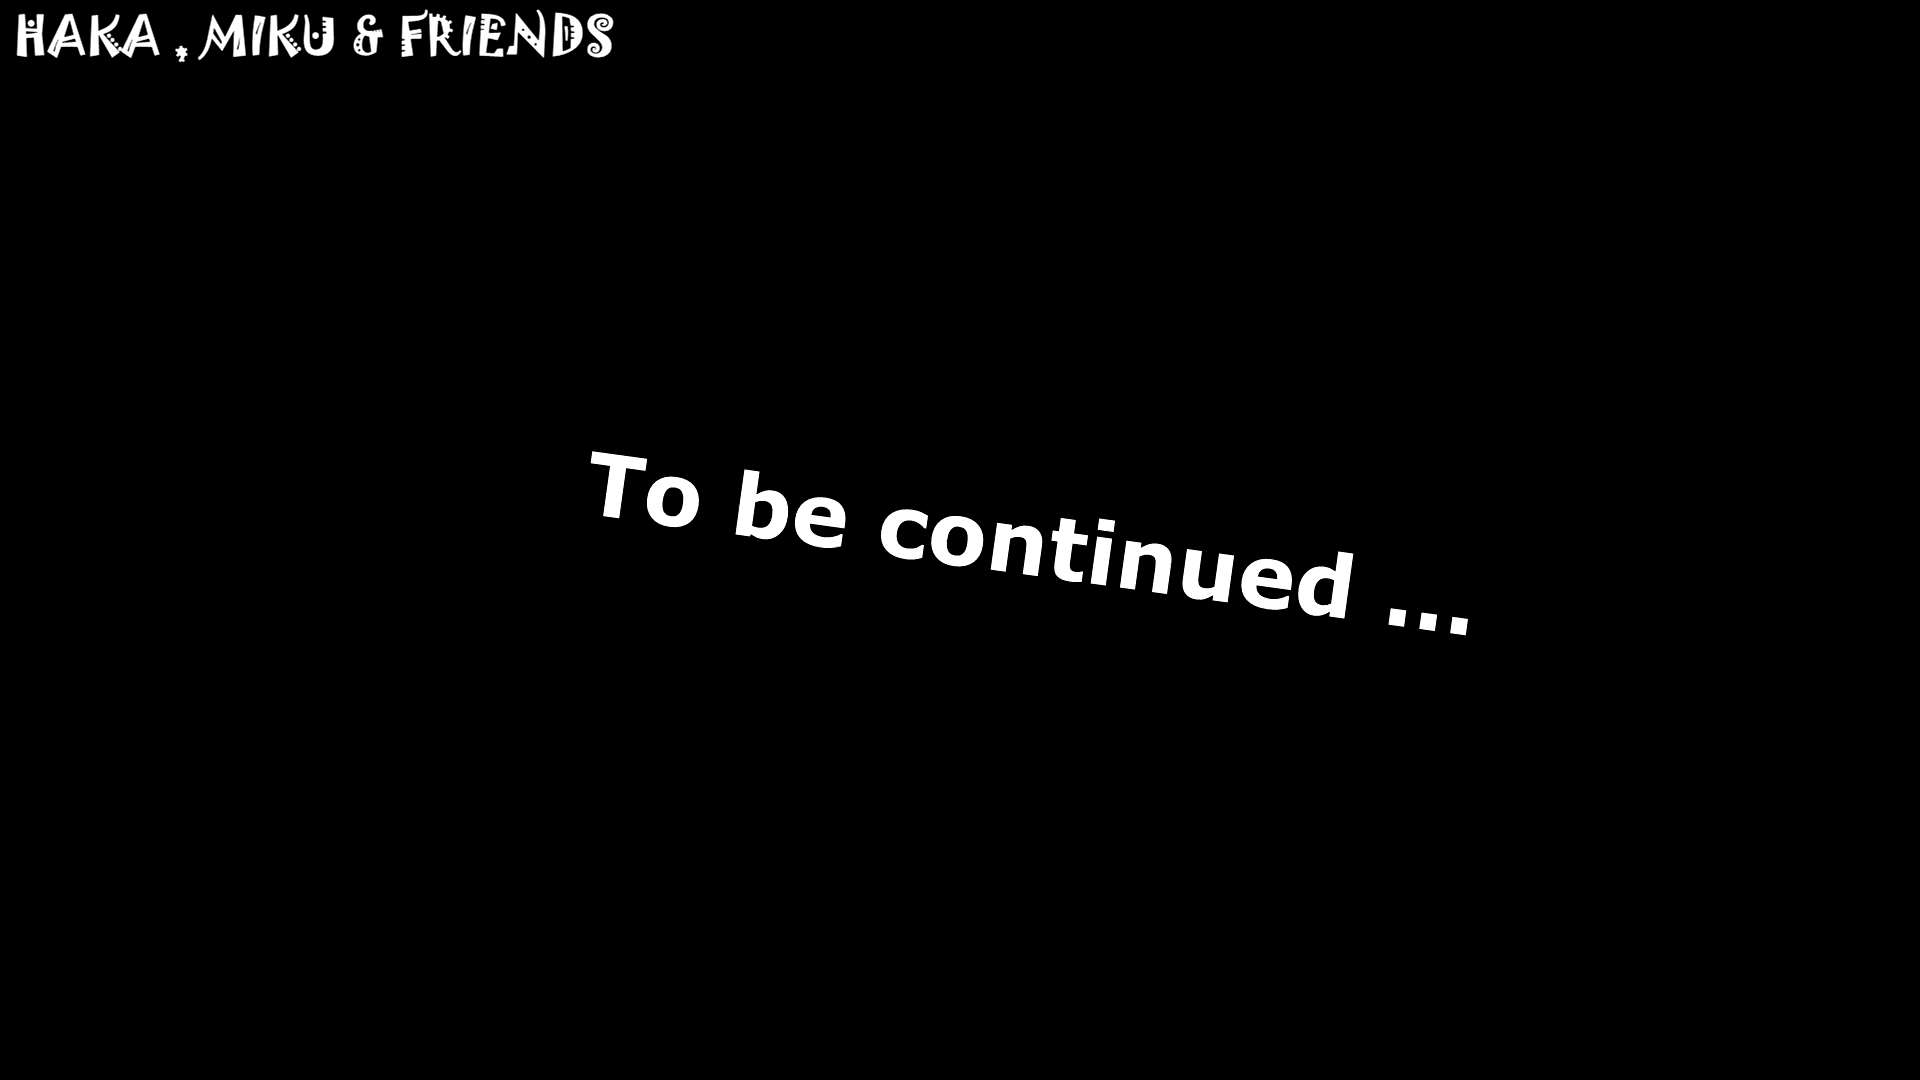 HAKA , MIKU & FRIENDS
To be continued ...